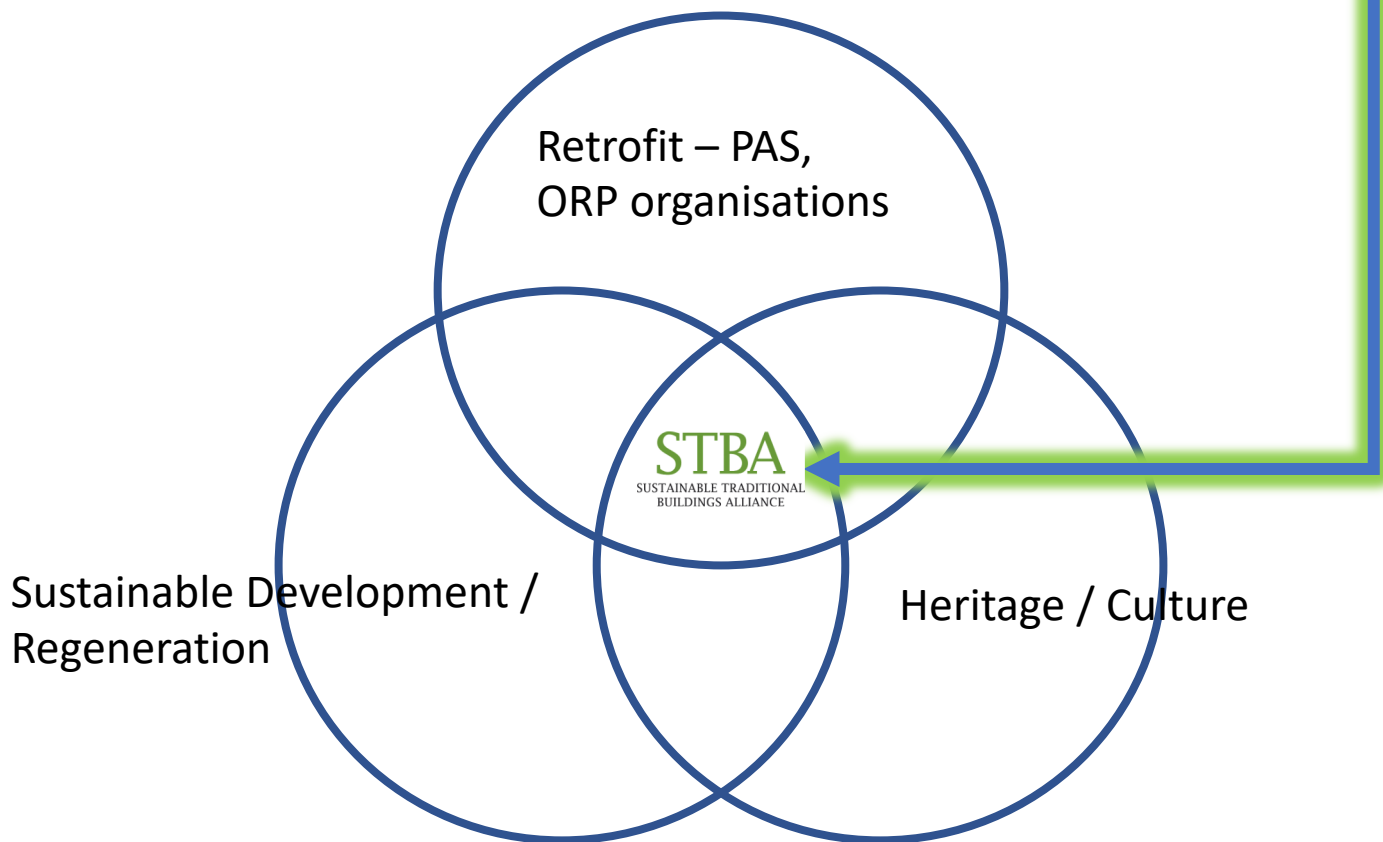 Retrofit – PAS,
ORP organisations
STBA
SUSTAINABLE TRADITIONAL
BUILDINGS ALLIANCE
Sustainable Development /
Regeneration
Heritage / Culture